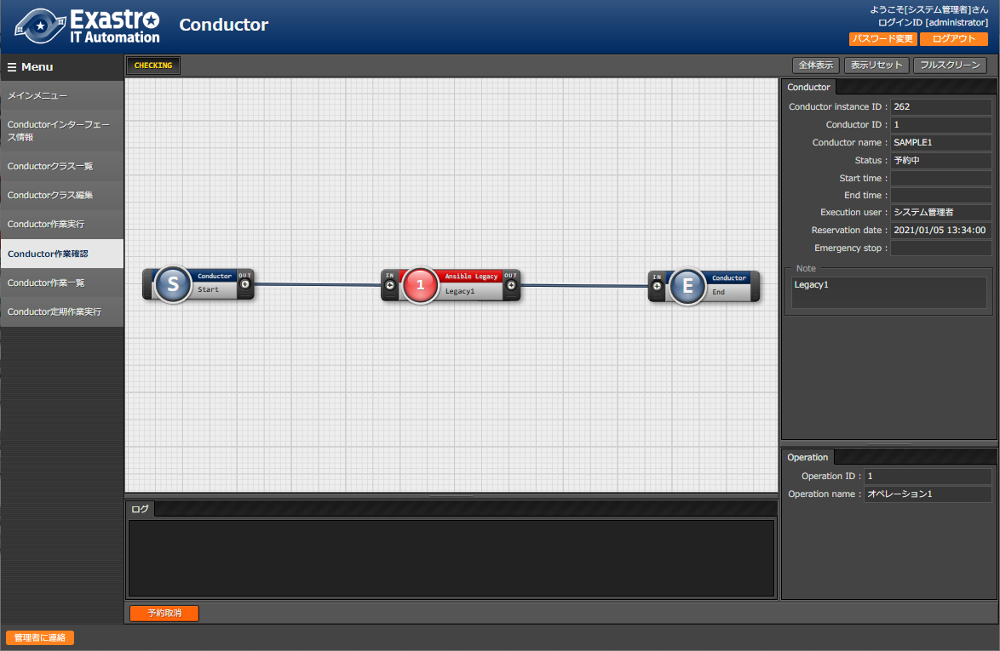 Exastro
IT Automation
Conductor
ようこそ[システム管理者]さん
ログインID [administrator]
パスワード変更
ログアウト
Menu
メインメニュー
Conductorインターフェー
ス情報
Conductorクラス一覧
Conductorクラス編集
Conductor作業実行
Conductor作業確認
Conductor作業一覧
Conductor定期作業実行
CHECKING
全体表示
表示リセット
フルスクリーン
S
Conductor
Start
OUT
IN
1
Ansible Legacy
Legacy1
OUT
IN
E
Conductor
End
Conductor
Conductor instance ID : 262
Conductor ID : 1
Conductor name : SAMPLE1
Status : 予約中
Start time :
End time :
Execution user : システム管理者
Reservation date : 2021/01/05 13:34:00
Emergency stop :
Note
Legacy1
Operation
Operation ID : 1
Operation name : オペレーション1
ログ
予約取消
管理者に連絡